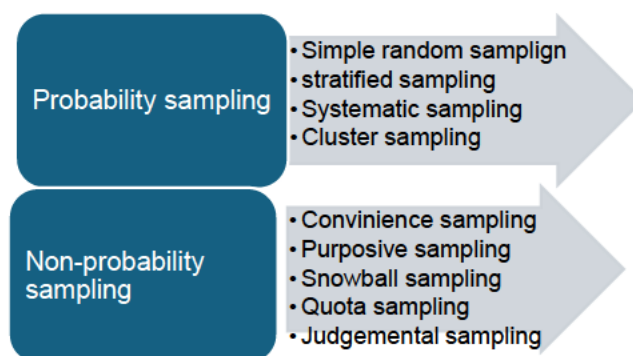 Probability sampling
• Simple random samplign
• stratified sampling
• Systematic sampling
• Cluster sampling
Non-probability
sampling
• Convinience sampling
• Purposive sampling
• Snowball sampling
• Quota sampling
• Judgemental sampling